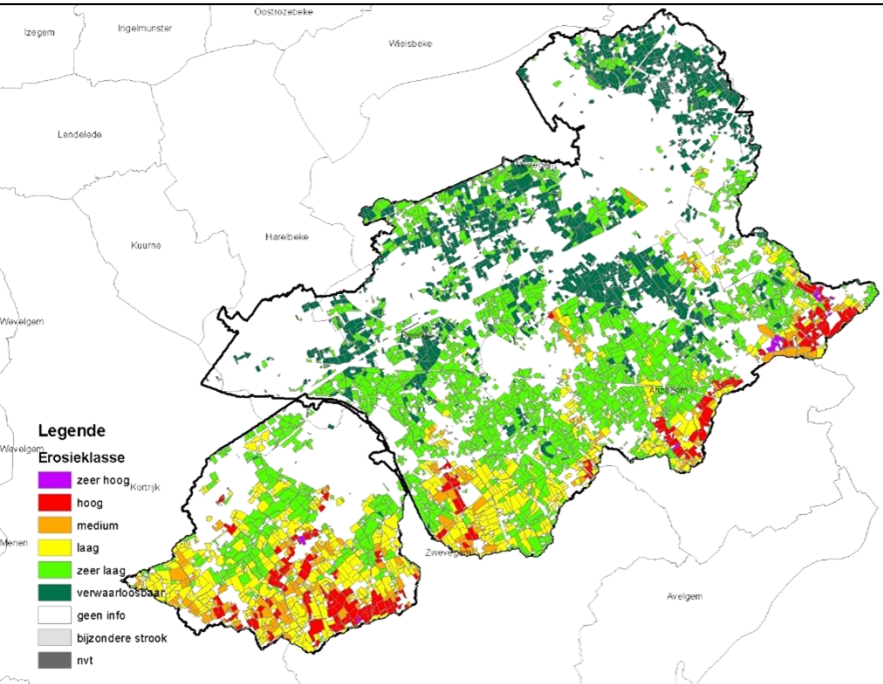 Oostrozebeke
Izegem
Ingelmunster
Wielsbeke
Lendelede
Kuurne
Harelbeke
Wevelgem
Anzegem
Legende
Wevelgem
Erosieklasse
zeer hoog
Kortrijk
hoog
medium
Menen
laag
Zwevegem
zeer laag
verwaarloosbaar
Avelgem
geen info
bijzondere strook
nvt